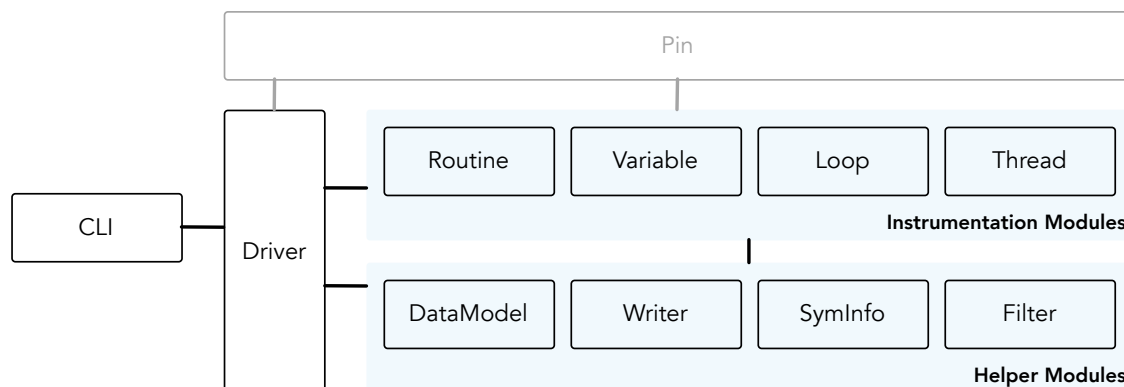 Pin
Routine
Variable
Loop
Thread
CLI
Driver
Instrumentation Modules
DataModel
Writer
SymInfo
Filter
Helper Modules